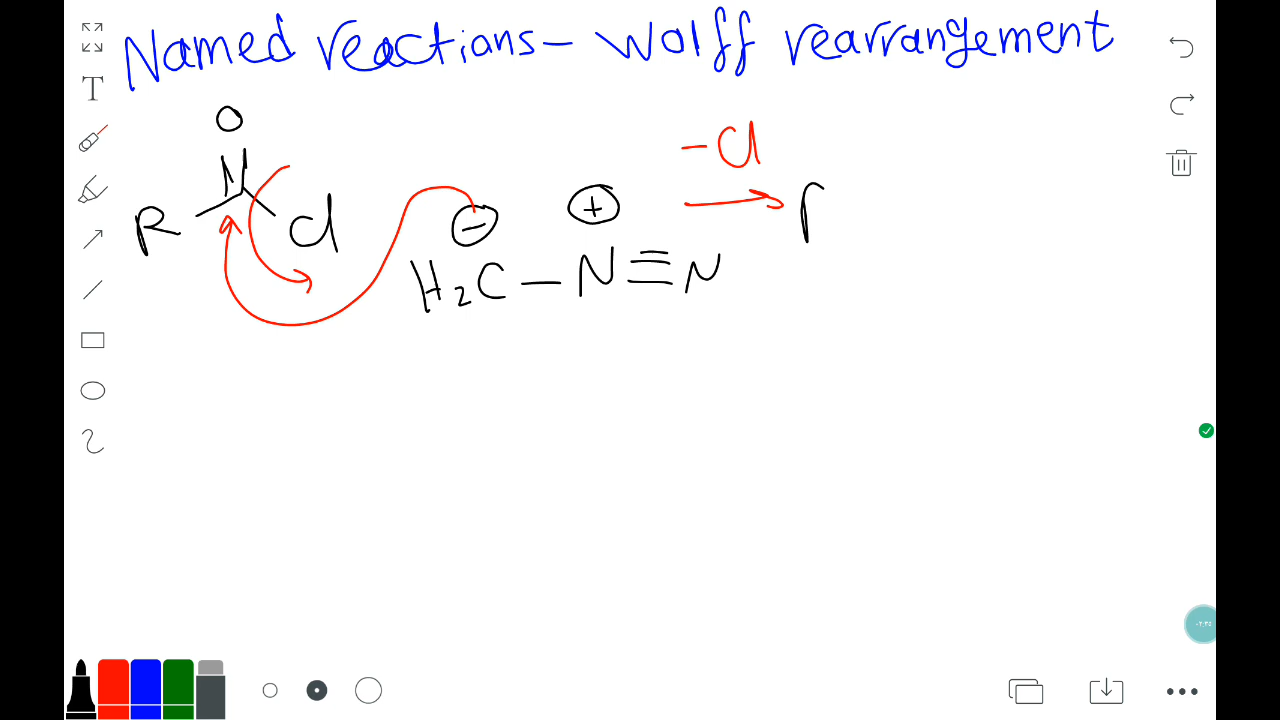 Named reactions - Wolff rearrangement
O
R Cl
⊖ ⊕
H₂C — N ≡ N
- Cl
T